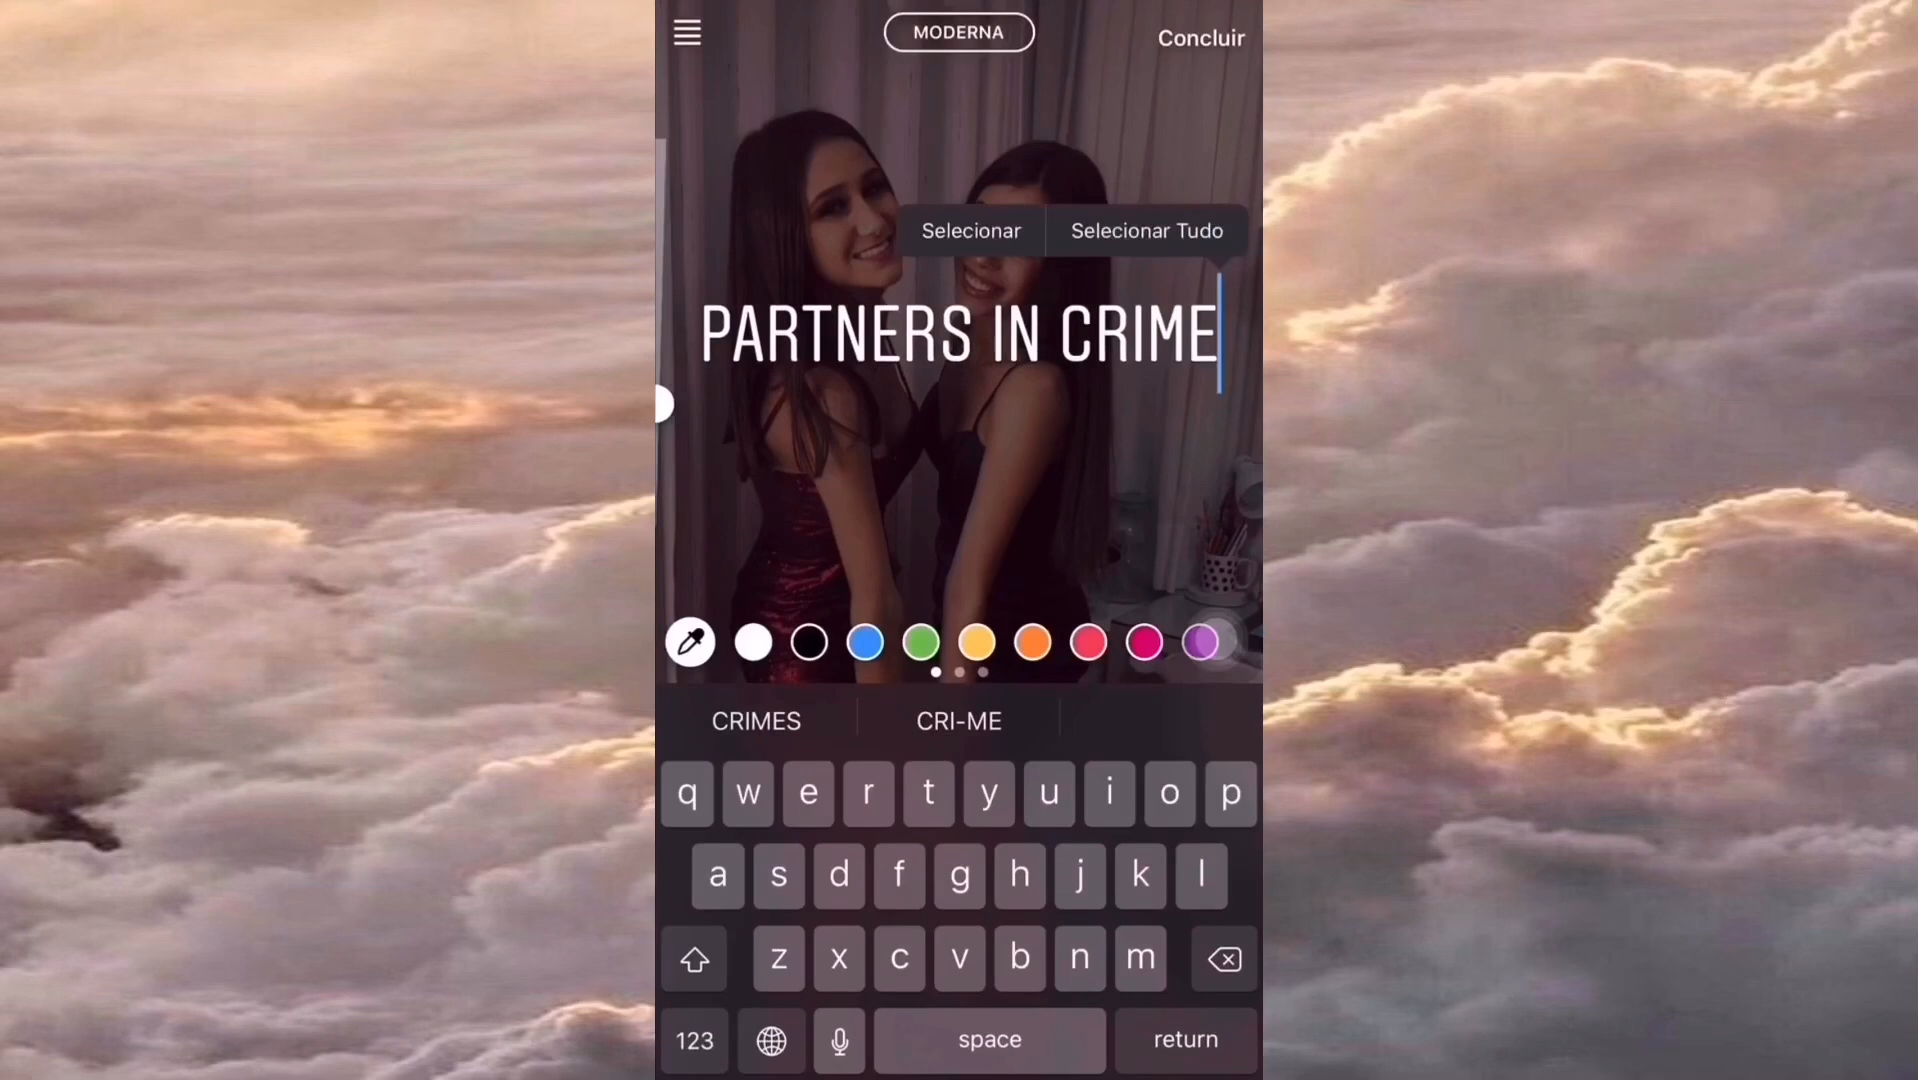 MODERNA
Concluir
Selecionar Selecionar Tudo
PARTNERS IN CRIME
CRIMES CRI-ME
q w e r t y u i o p
a s d f g h j k l
z x c v b n m
123 space return